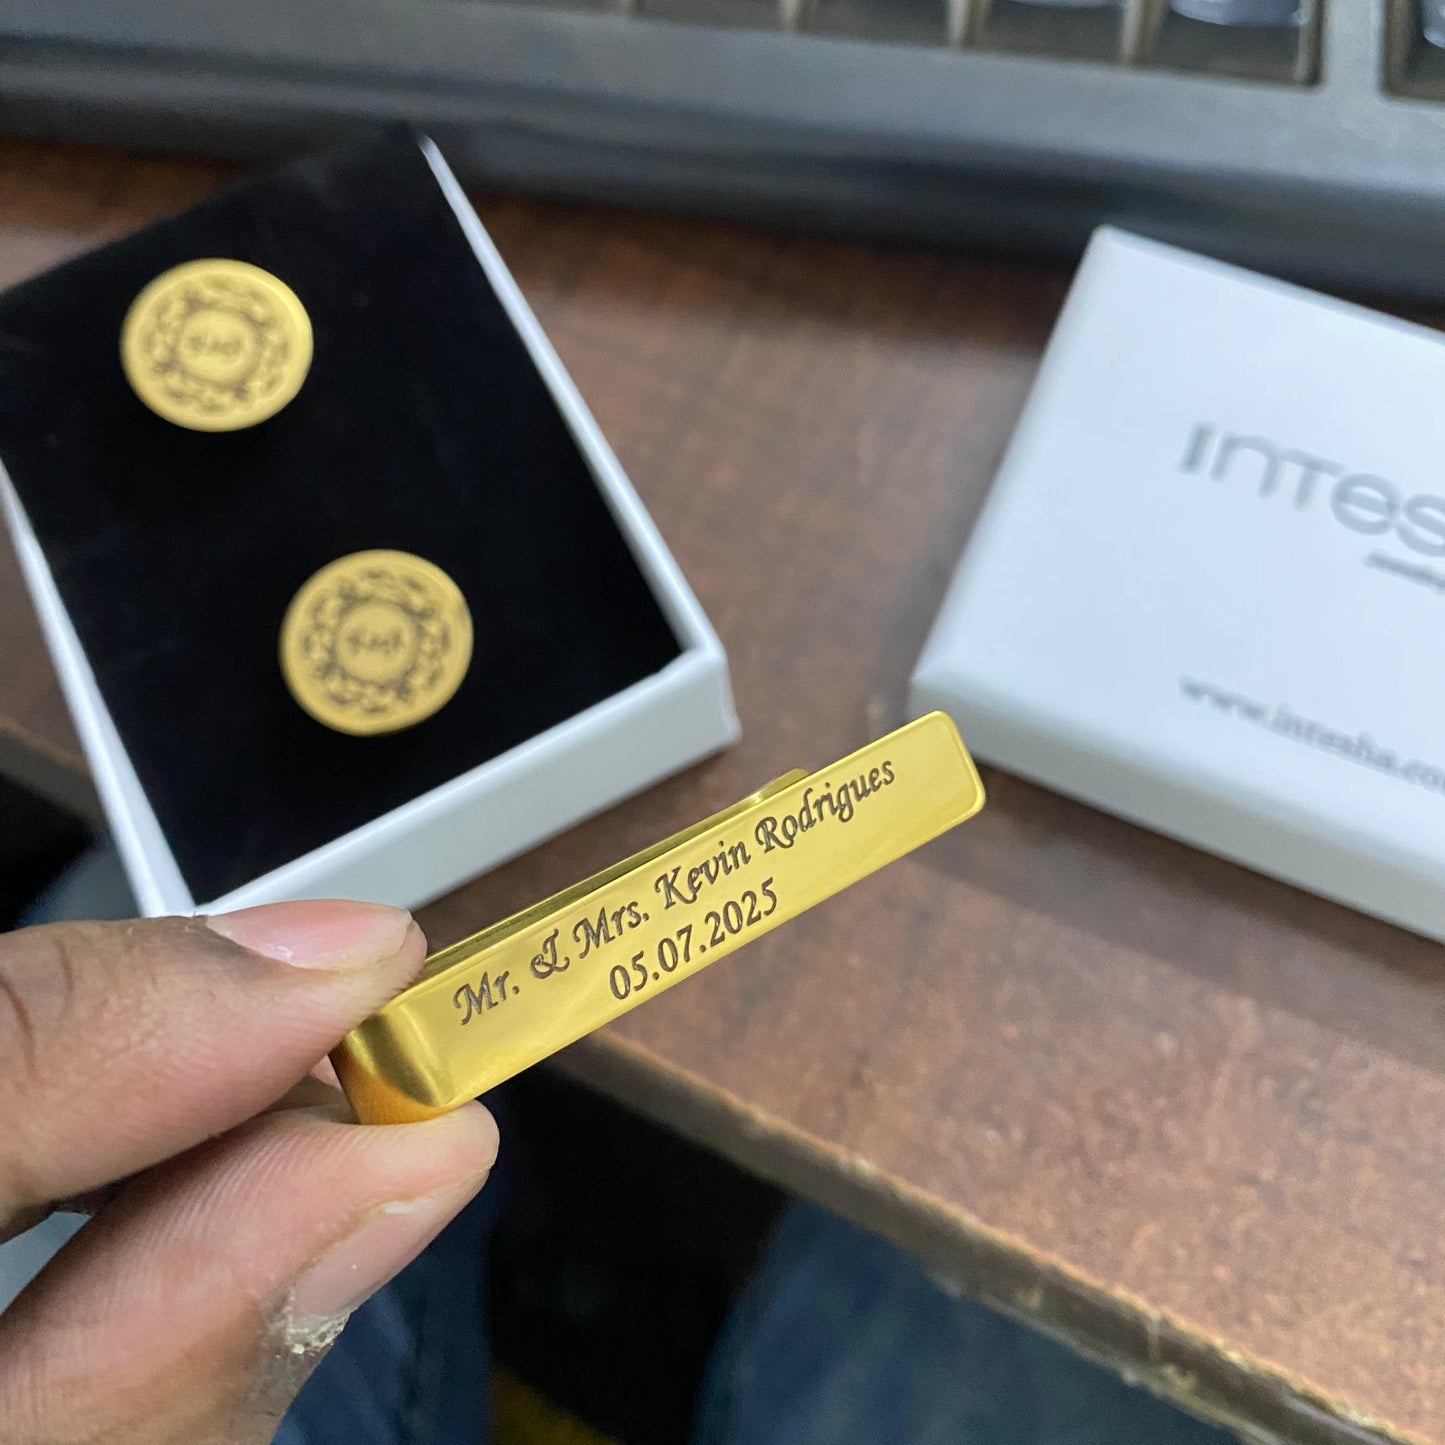 Mr. & Mrs. Kevin Rodrigues
05.07.2025
INTES
www.intesha.co